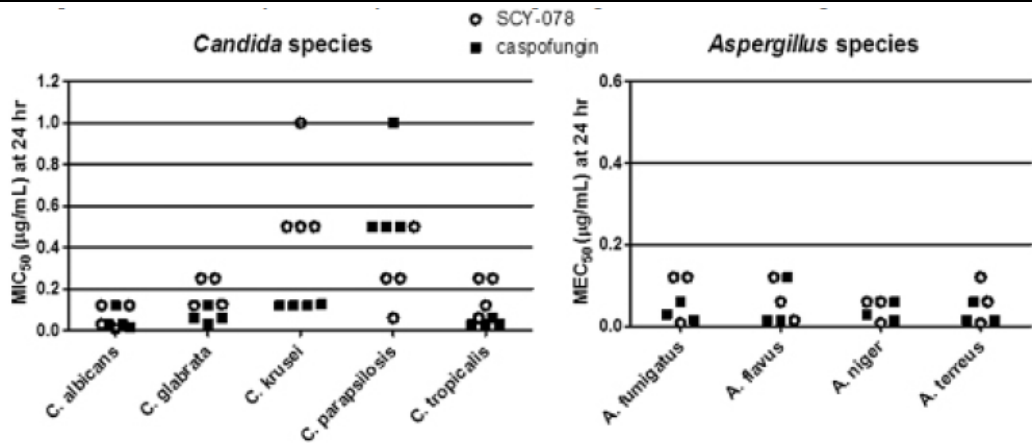 SCY-078
caspofungin
Candida species
MIC50 (µg/mL) at 24 hr
1.2
1.0
0.8
0.6
0.4
0.2
0.0
C. albicans
C. glabrata
C. krusei
C. parapsilosis
C. tropicalis
Aspergillus species
MEC50 (µg/mL) at 24 hr
0.6
0.4
0.2
0.0
A. fumigatus
A. flavus
A. niger
A. terreus